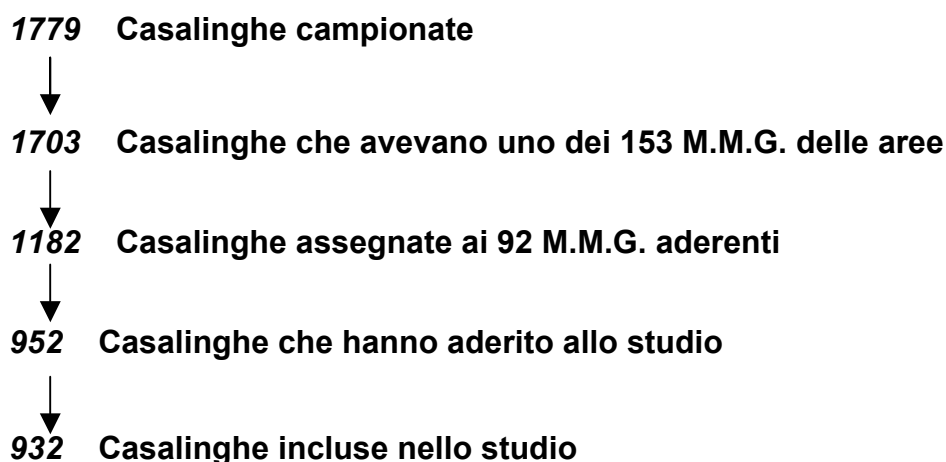 1779 Casalinghe campionate
1703 Casalinghe che avevano uno dei 153 M.M.G. delle aree
1182 Casalinghe assegnate ai 92 M.M.G. aderenti
952 Casalinghe che hanno aderito allo studio
932 Casalinghe incluse nello studio